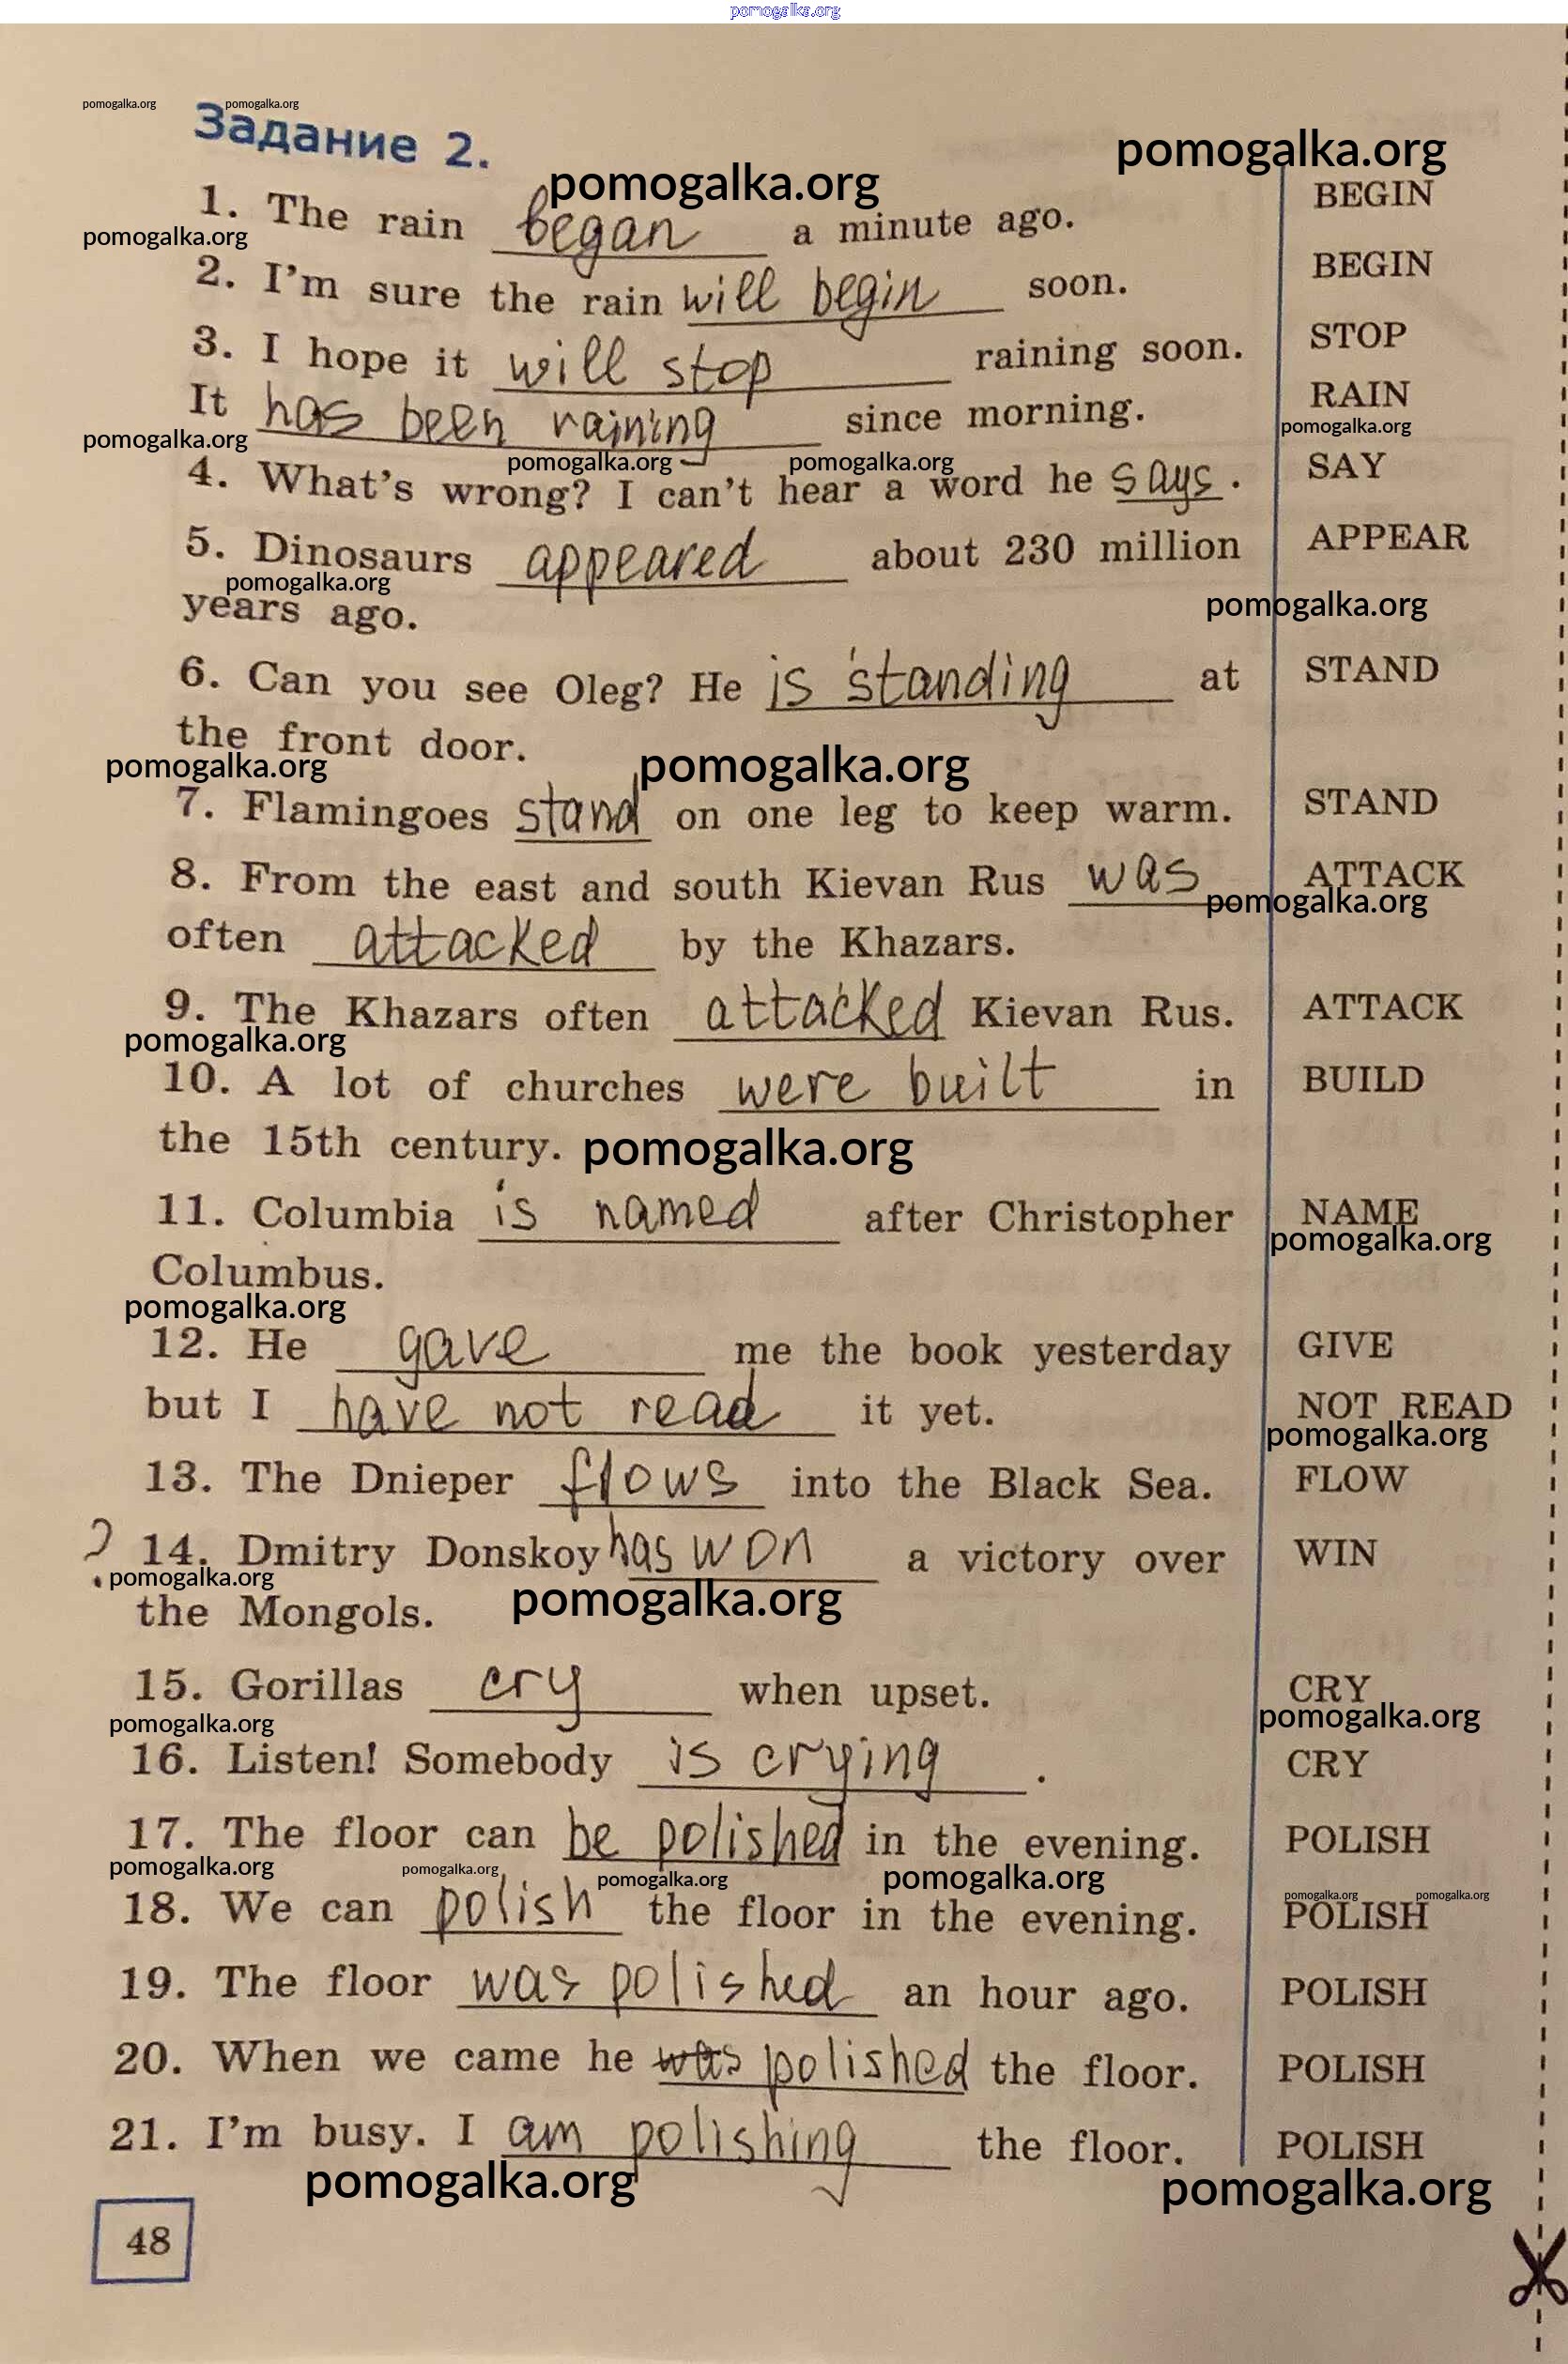 pomogalka.org
pomogalka.org pomogalka.org
Задание 2.
pomogalka.org pomogalka.org
1. The rain began a minute ago. BEGIN
pomogalka.org
2. I'm sure the rain will begin soon. BEGIN
3. I hope it will stop raining soon. STOP
It has been raining since morning. RAIN
pomogalka.org pomogalka.org
pomogalka.org pomogalka.org
4. What's wrong? I can't hear a word he says. SAY
5. Dinosaurs appeared about 230 million APPEAR
pomogalka.org pomogalka.org
years ago.
6. Can you see Oleg? He is standing at STAND
the front door.
pomogalka.org pomogalka.org
7. Flamingoes stand on one leg to keep warm. STAND
8. From the east and south Kievan Rus was ATTACK
pomogalka.org
often attacked by the Khazars.
9. The Khazars often attacked Kievan Rus. ATTACK
pomogalka.org
10. A lot of churches were built in BUILD
the 15th century. pomogalka.org
11. Columbia is named after Christopher NAME
pomogalka.org
Columbus.
pomogalka.org
12. He gave me the book yesterday GIVE
but I have not read it yet. NOT READ
pomogalka.org
13. The Dnieper flows into the Black Sea. FLOW
? 14. Dmitry Donskoy has won a victory over WIN
pomogalka.org pomogalka.org
the Mongols.
15. Gorillas cry when upset. CRY
pomogalka.org pomogalka.org
16. Listen! Somebody is crying. CRY
17. The floor can be polished in the evening. POLISH
pomogalka.org pomogalka.org pomogalka.org pomogalka.org
pomogalka.org pomogalka.org
18. We can polish the floor in the evening. POLISH
19. The floor was polished an hour ago. POLISH
20. When we came he was polished the floor. POLISH
21. I'm busy. I am polishing the floor. POLISH
pomogalka.org pomogalka.org
48